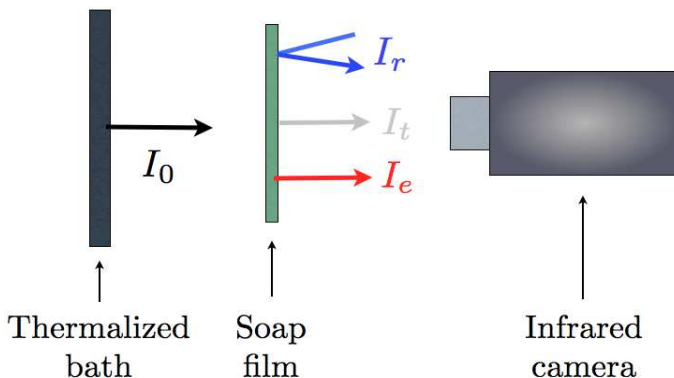 I_r
I_0
I_t
I_e
Thermalized
bath
Soap
film
Infrared
camera